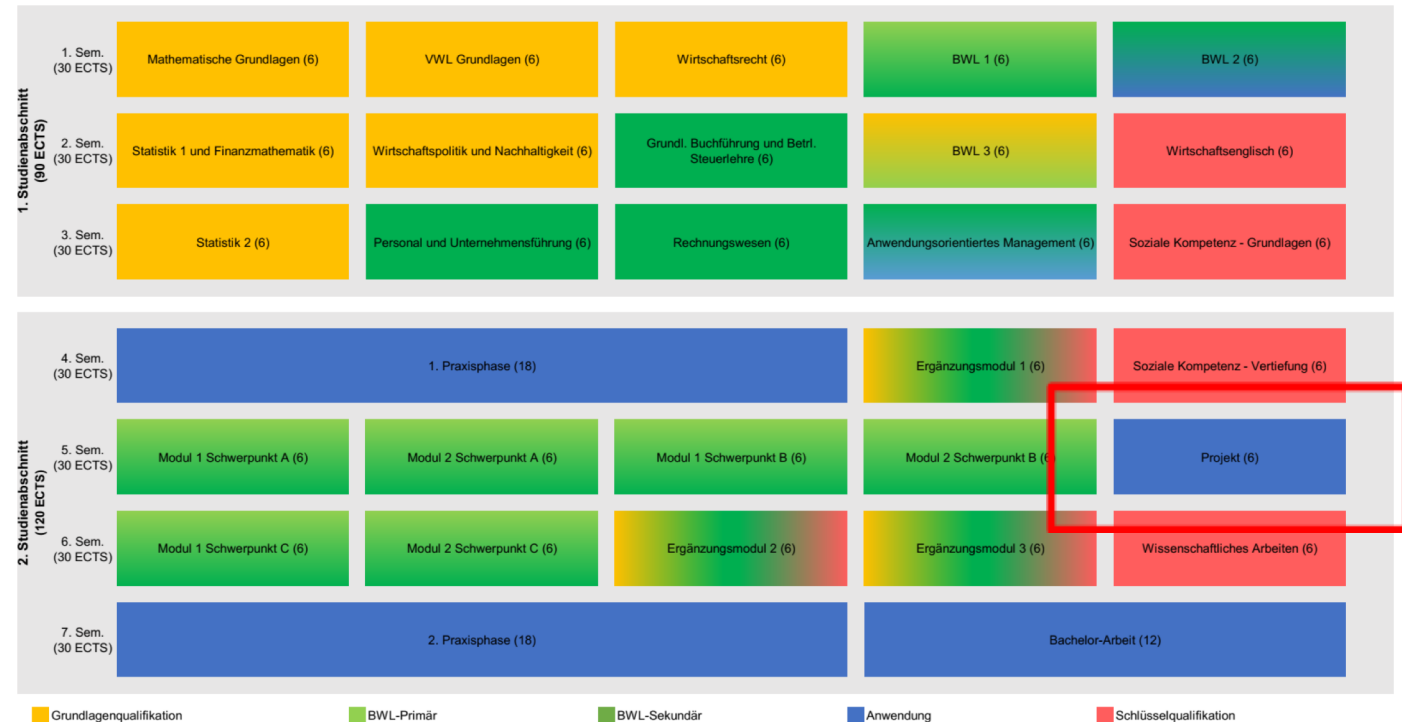 1. Studienabschnitt
(90 ECTS)
1. Sem.
(30 ECTS)
Mathematische Grundlagen (6)
VWL Grundlagen (6)
Wirtschaftsrecht (6)
BWL 1 (6)
BWL 2 (6)
2. Sem.
(30 ECTS)
Statistik 1 und Finanzmathematik (6)
Wirtschaftspolitik und Nachhaltigkeit (6)
Grundl. Buchführung und Betrl.
Steuerlehre (6)
BWL 3 (6)
Wirtschaftsenglisch (6)
3. Sem.
(30 ECTS)
Statistik 2 (6)
Personal und Unternehmensführung (6)
Rechnungswesen (6)
Anwendungsorientiertes Management (6)
Soziale Kompetenz - Grundlagen (6)
2. Studienabschnitt
(120 ECTS)
4. Sem.
(30 ECTS)
1. Praxisphase (18)
Ergänzungsmodul 1 (6)
Soziale Kompetenz - Vertiefung (6)
5. Sem.
(30 ECTS)
Modul 1 Schwerpunkt A (6)
Modul 2 Schwerpunkt A (6)
Modul 1 Schwerpunkt B (6)
Modul 2 Schwerpunkt B (6)
Projekt (6)
6. Sem.
(30 ECTS)
Modul 1 Schwerpunkt C (6)
Modul 2 Schwerpunkt C (6)
Ergänzungsmodul 2 (6)
Ergänzungsmodul 3 (6)
Wissenschaftliches Arbeiten (6)
7. Sem.
(30 ECTS)
2. Praxisphase (18)
Bachelor-Arbeit (12)
Grundlagenqualifikation
BWL-Primär
BWL-Sekundär
Anwendung
Schlüsselqualifikation